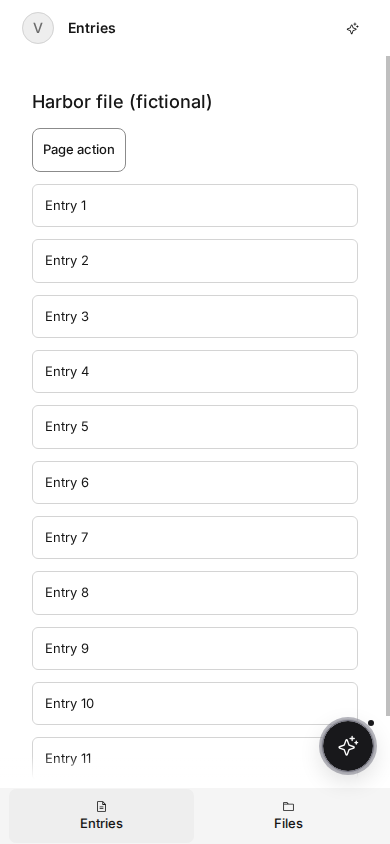 V
Entries
Harbor file (fictional)
Page action
Entry 1
Entry 2
Entry 3
Entry 4
Entry 5
Entry 6
Entry 7
Entry 8
Entry 9
Entry 10
Entry 11
Entries
Files